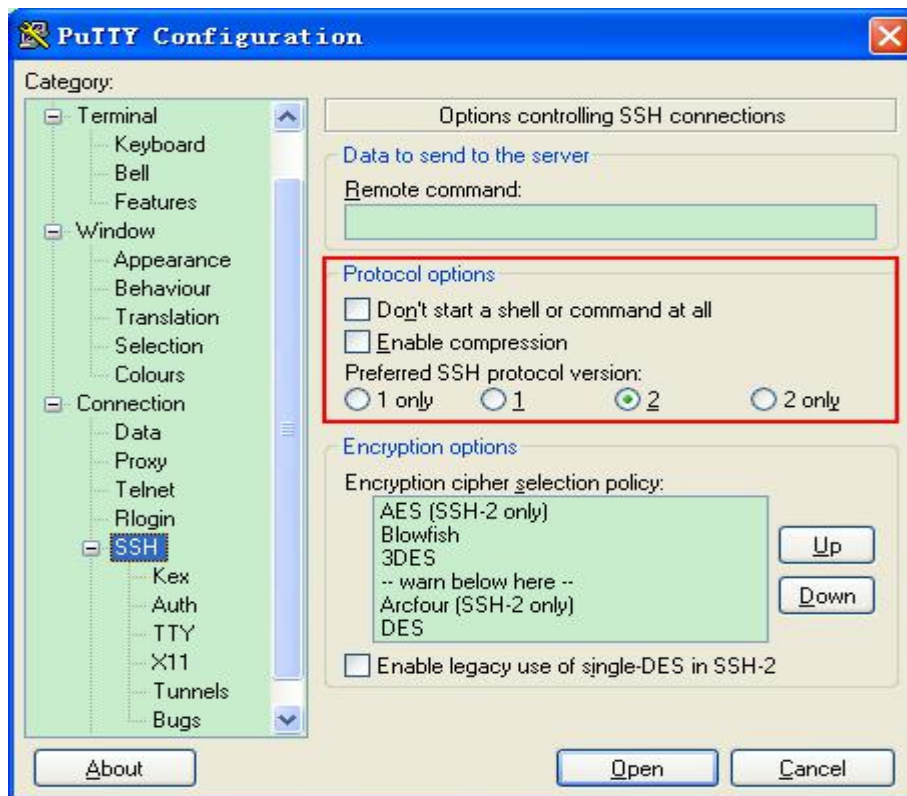 PuTTY Configuration
Category:
Terminal
Keyboard
Bell
Features
Window
Appearance
Behaviour
Translation
Selection
Colours
Connection
Data
Proxy
Telnet
Rlogin
SSH
Kex
Auth
TTY
X11
Tunnels
Bugs
Options controlling SSH connections
Data to send to the server
Remote command:
Protocol options
Don't start a shell or command at all
Enable compression
Preferred SSH protocol version:
1 only 1 2 2 only
Encryption options
Encryption cipher selection policy:
AES (SSH-2 only)
Blowfish
3DES
-- warn below here --
Arcfour (SSH-2 only)
DES
Up
Down
Enable legacy use of single-DES in SSH-2
About Open Cancel